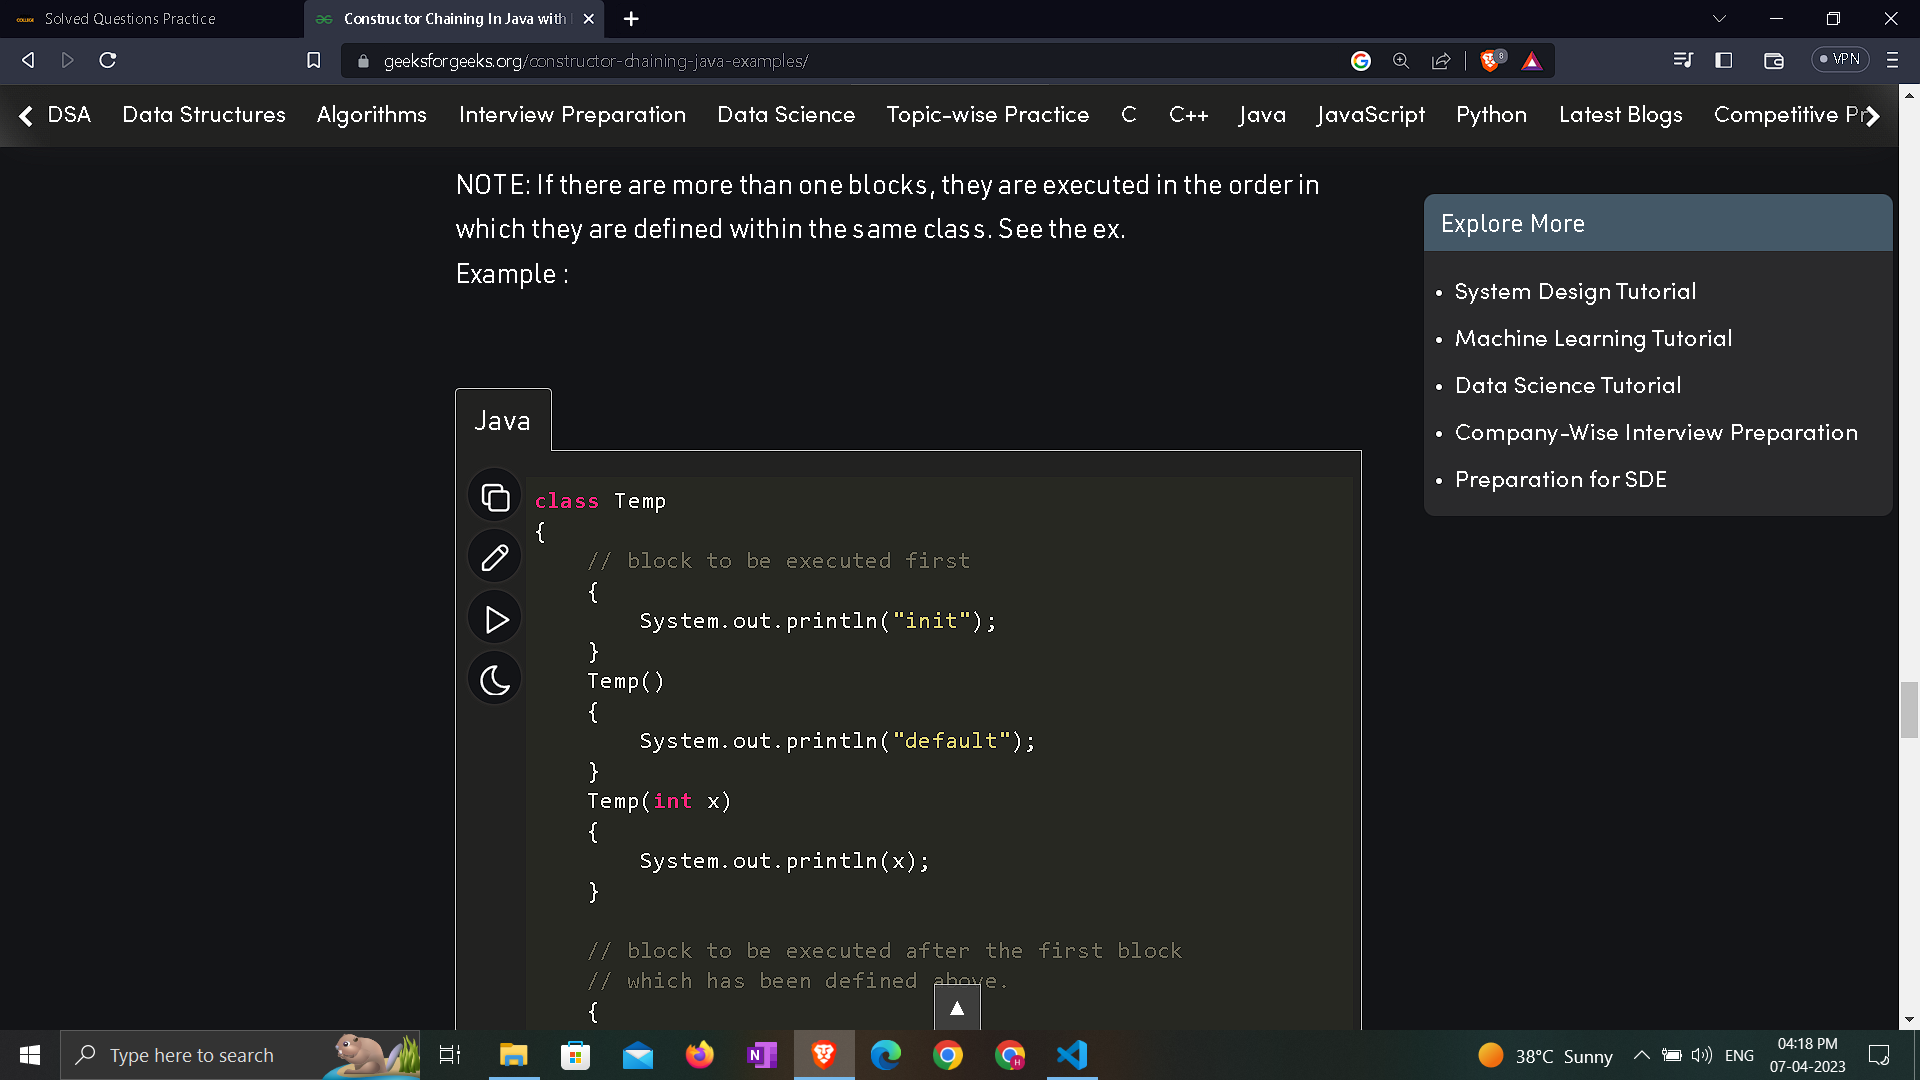 Solved Questions Practice
Constructor Chaining In Java with
geeksforgeeks.org/constructor-chaining-java-examples/
8
VPN
DSA Data Structures Algorithms Interview Preparation Data Science Topic-wise Practice C C++ Java JavaScript Python Latest Blogs Competitive Pr
NOTE: If there are more than one blocks, they are executed in the order in
which they are defined within the same class. See the ex.
Example :
Explore More
• System Design Tutorial
• Machine Learning Tutorial
• Data Science Tutorial
• Company-Wise Interview Preparation
• Preparation for SDE
Java
class Temp
{
// block to be executed first
{
System.out.println("init");
}
Temp()
{
System.out.println("default");
}
Temp(int x)
{
System.out.println(x);
}
// block to be executed after the first block
// which has been defined above.
{
Type here to search
N
H
38°C Sunny
ENG
04:18 PM
07-04-2023